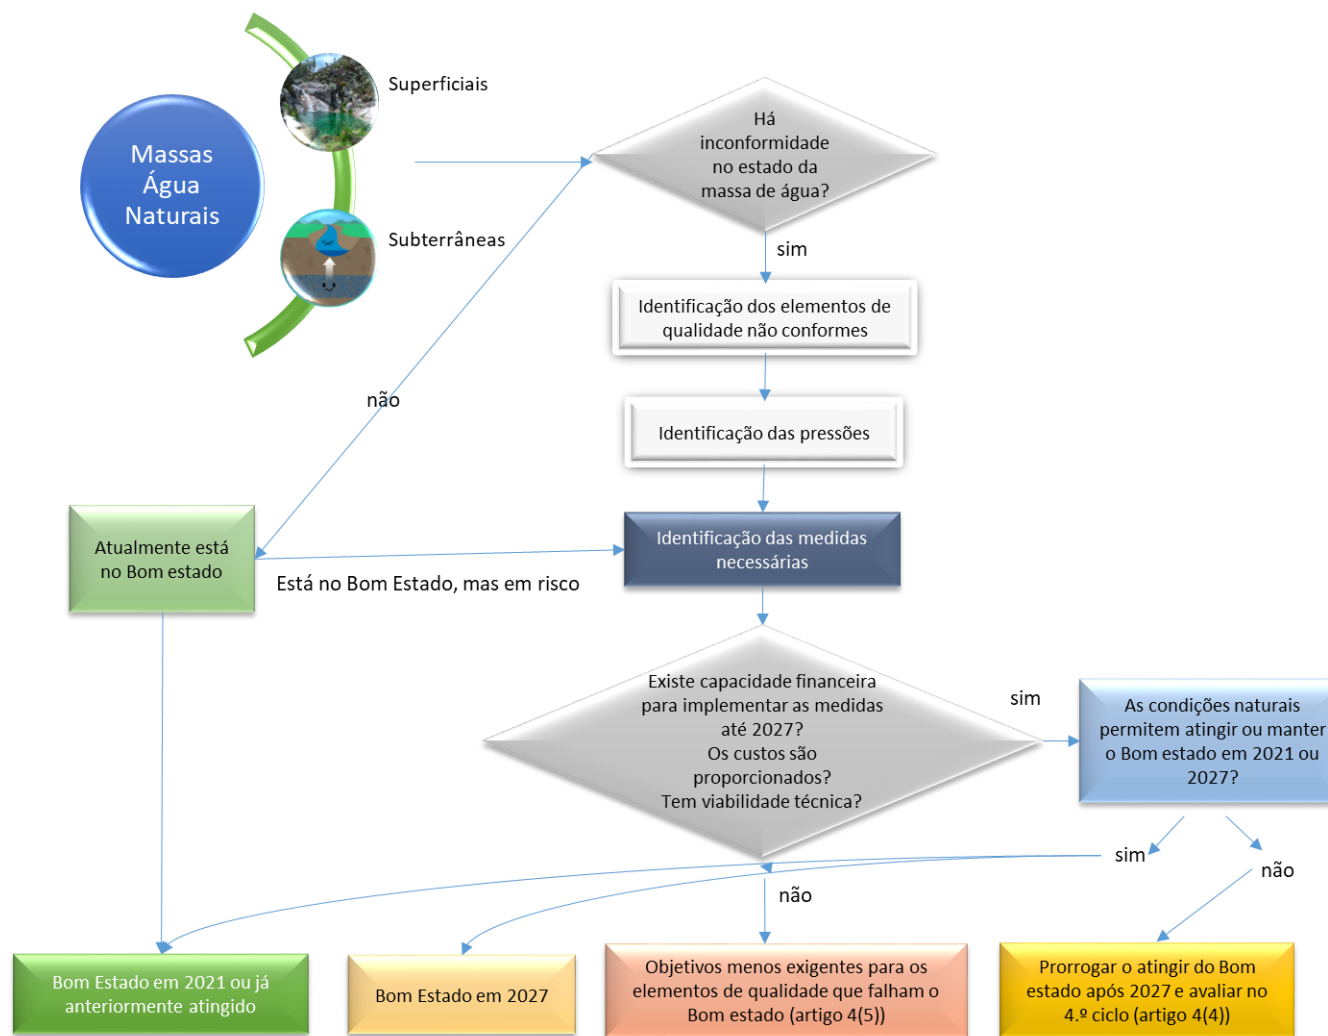 Massas
Água
Naturais
Superficiais
Subterrâneas
Há
inconformidade
no estado da
massa de água?
sim
não
Identificação dos elementos de
qualidade não conformes
Identificação das pressões
Identificação das medidas
necessárias
Atualmente está
no Bom estado
Está no Bom Estado, mas em risco
Existe capacidade financeira
para implementar as medidas
até 2027?
Os custos são
proporcionados?
Tem viabilidade técnica?
sim
As condições naturais
permitem atingir ou manter
o Bom estado em 2021 ou
2027?
sim
não
não
Bom Estado em 2021 ou já
anteriormente atingido
Bom Estado em 2027
Objetivos menos exigentes para os
elementos de qualidade que falham o
Bom estado (artigo 4(5))
Prorrogar o atingir do Bom
estado após 2027 e avaliar no
4.º ciclo (artigo 4(4))